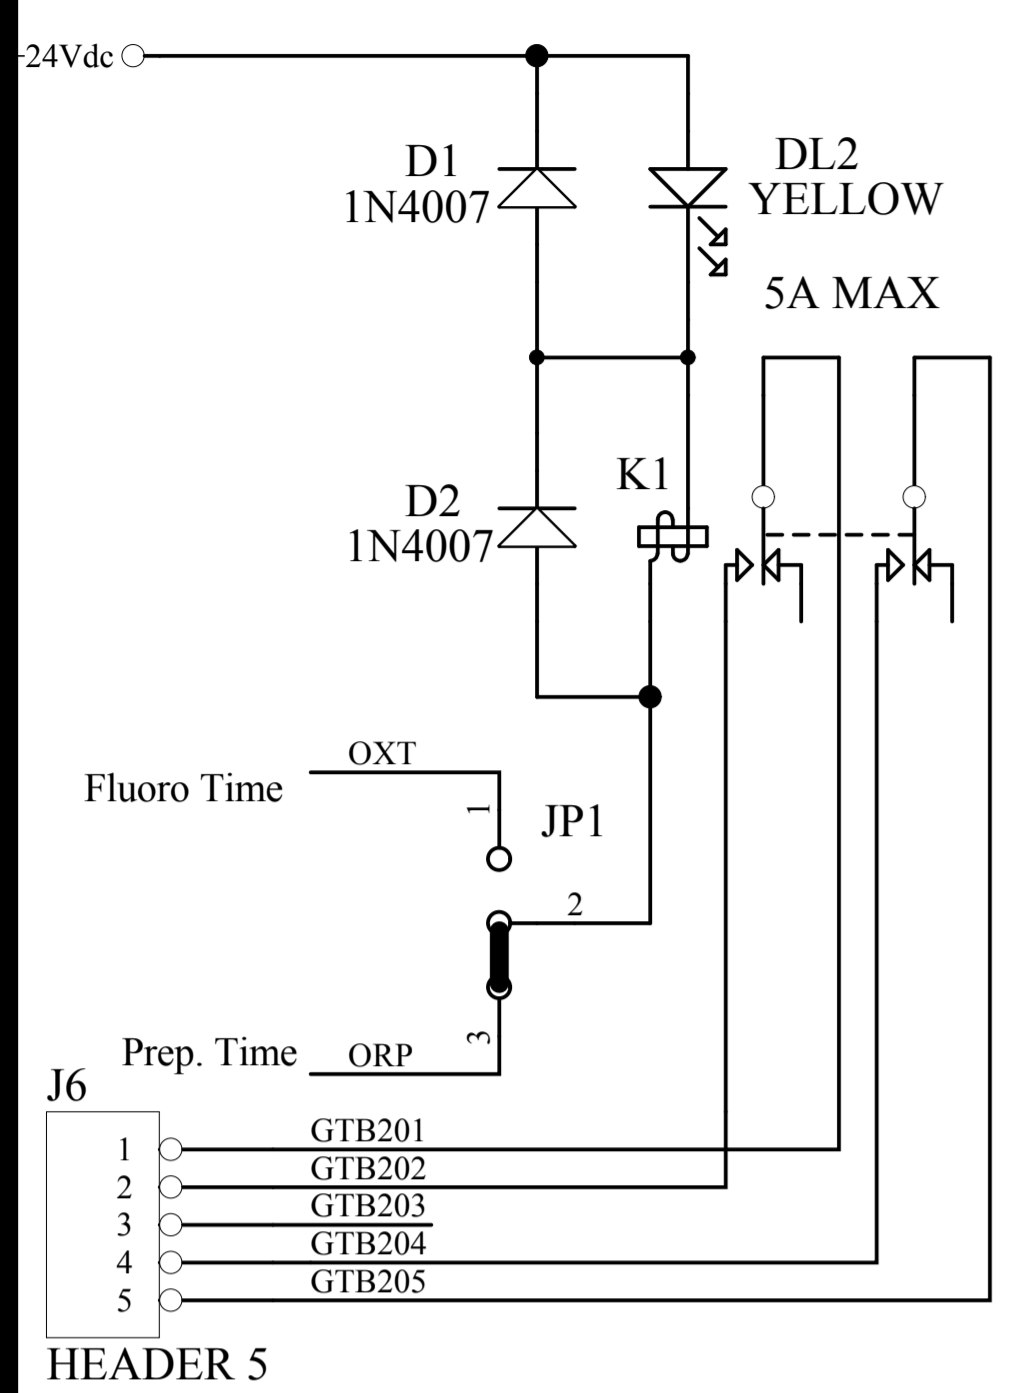 -24Vdc
D1
1N4007
DL2
YELLOW
5A MAX
D2
1N4007
K1
OXT
Fluoro Time
1
JP1
2
3
Prep. Time
ORP
J6
1
GTB201
2
GTB202
3
GTB203
4
GTB204
5
GTB205
HEADER 5